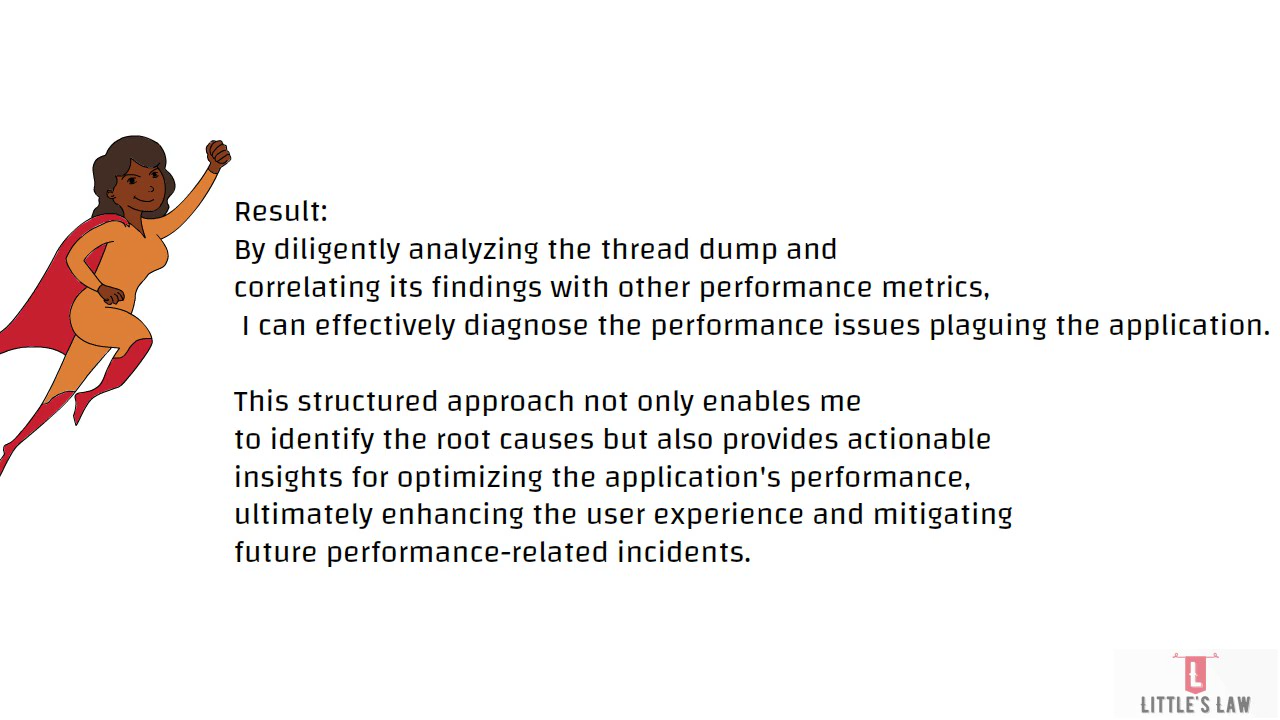 Result:
By diligently analyzing the thread dump and
correlating its findings with other performance metrics,
I can effectively diagnose the performance issues plaguing the application.
This structured approach not only enables me
to identify the root causes but also provides actionable
insights for optimizing the application's performance,
ultimately enhancing the user experience and mitigating
future performance-related incidents.
L
LITTLE'S LAW